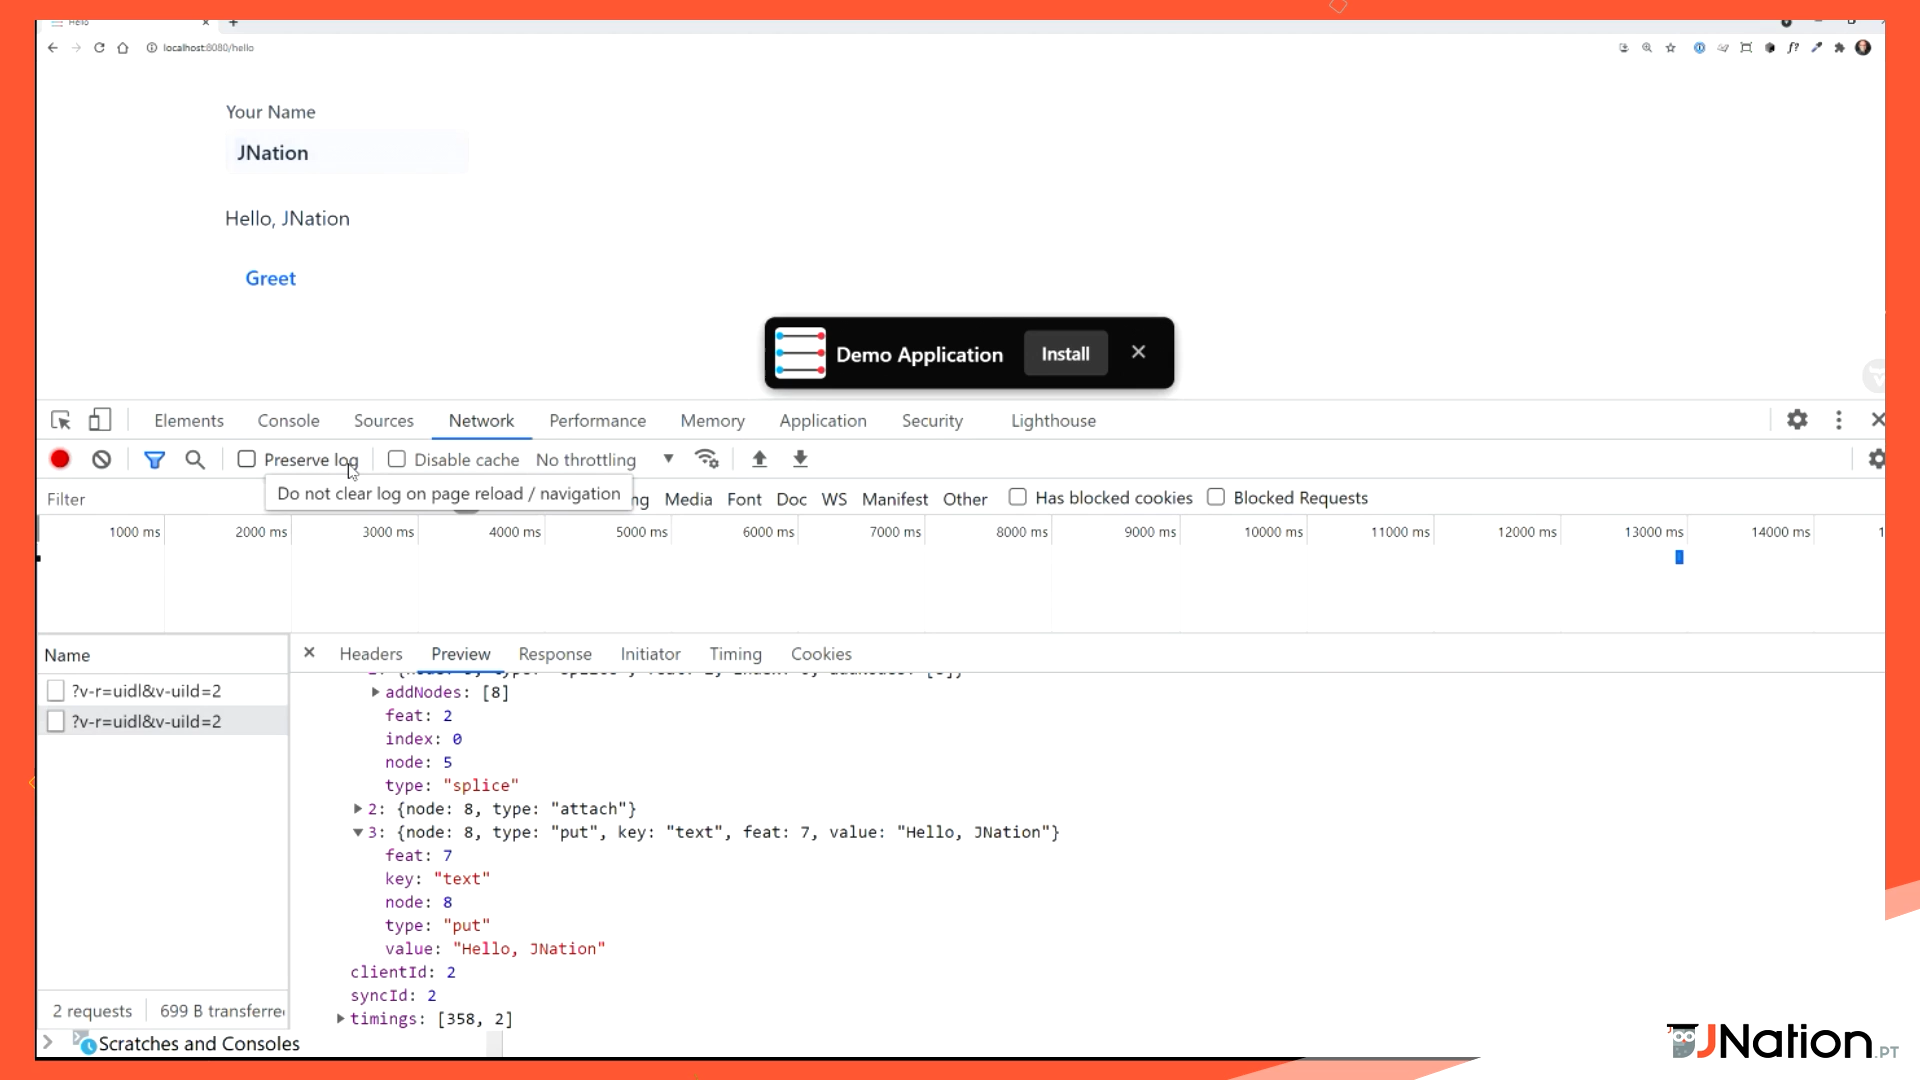 Hello
localhost:8080/hello
Your Name
JNation
Hello, JNation
Greet
Demo Application Install
Elements Console Sources Network Performance Memory Application Security Lighthouse
Preserve log Disable cache No throttling
Do not clear log on page reload / navigation
Filter Media Font Doc WS Manifest Other Has blocked cookies Blocked Requests
1000 ms 2000 ms 3000 ms 4000 ms 5000 ms 6000 ms 7000 ms 8000 ms 9000 ms 10000 ms 11000 ms 12000 ms 13000 ms 14000 ms
Name
Headers Preview Response Initiator Timing Cookies
?v-r=uidl&v-uiId=2
?v-r=uidl&v-uiId=2
addNodes: [8]
feat: 2
index: 0
node: 5
type: "splice"
2: {node: 8, type: "attach"}
3: {node: 8, type: "put", key: "text", feat: 7, value: "Hello, JNation"}
feat: 7
key: "text"
node: 8
type: "put"
value: "Hello, JNation"
clientId: 2
syncId: 2
timings: [358, 2]
2 requests 699 B transferre
Scratches and Consoles
JNation.PT